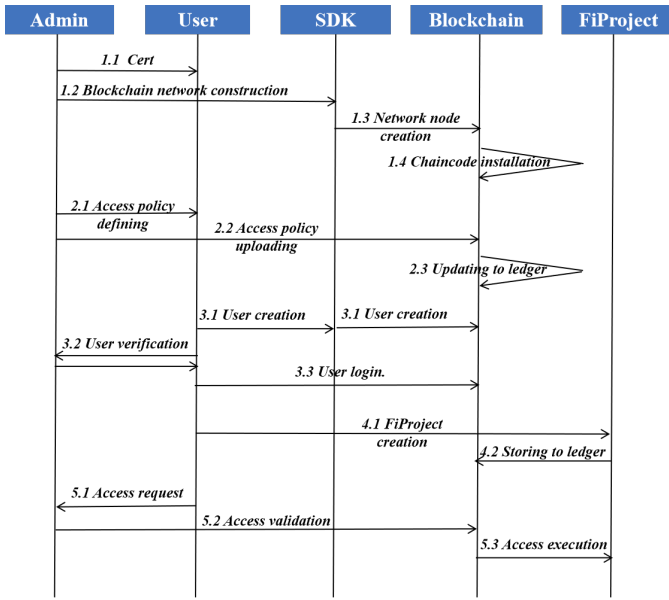 Admin User SDK Blockchain FiProject
1.1 Cert
1.2 Blockchain network construction
1.3 Network node
creation
1.4 Chaincode installation
2.1 Access policy
defining
2.2 Access policy
uploading
2.3 Updating to ledger
3.1 User creation 3.1 User creation
3.2 User verification
3.3 User login.
4.1 FiProject
creation
4.2 Storing to ledger
5.1 Access request
5.2 Access validation
5.3 Access execution